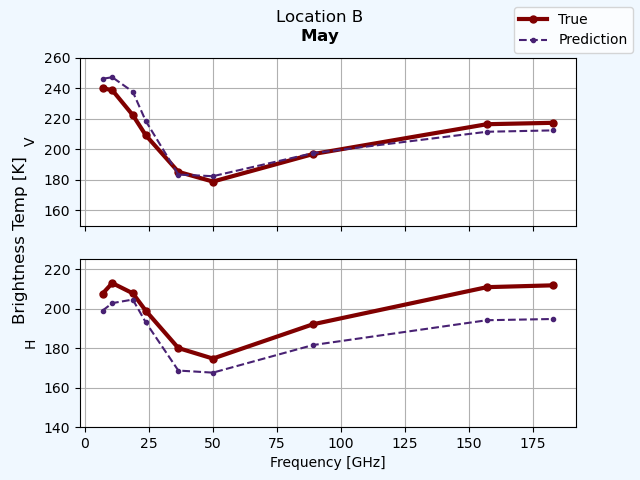 Location B
May
True
Prediction
260
240
220
200
180
160
V
Brightness Temp [K]
220
200
180
160
140
H
0 25 50 75 100 125 150 175
Frequency [GHz]